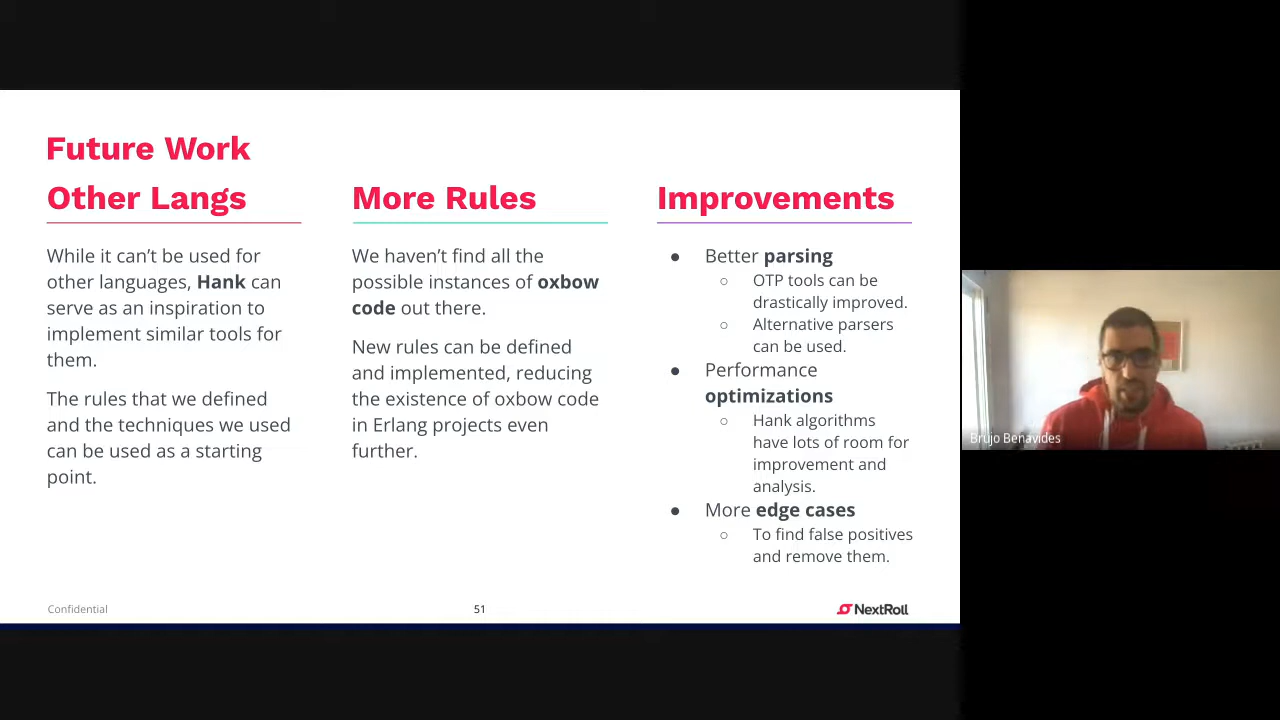 Future Work
Other Langs
While it can't be used for
other languages, Hank can
serve as an inspiration to
implement similar tools for
them.
The rules that we defined
and the techniques we used
can be used as a starting
point.
More Rules
We haven't find all the
possible instances of oxbow
code out there.
New rules can be defined
and implemented, reducing
the existence of oxbow code
in Erlang projects even
further.
Improvements
● Better parsing
○ OTP tools can be
drastically improved.
○ Alternative parsers
can be used.
● Performance
optimizations
○ Hank algorithms
have lots of room for
improvement and
analysis.
● More edge cases
○ To find false positives
and remove them.
Confidential
51
NextRoll
Brujo Benavides